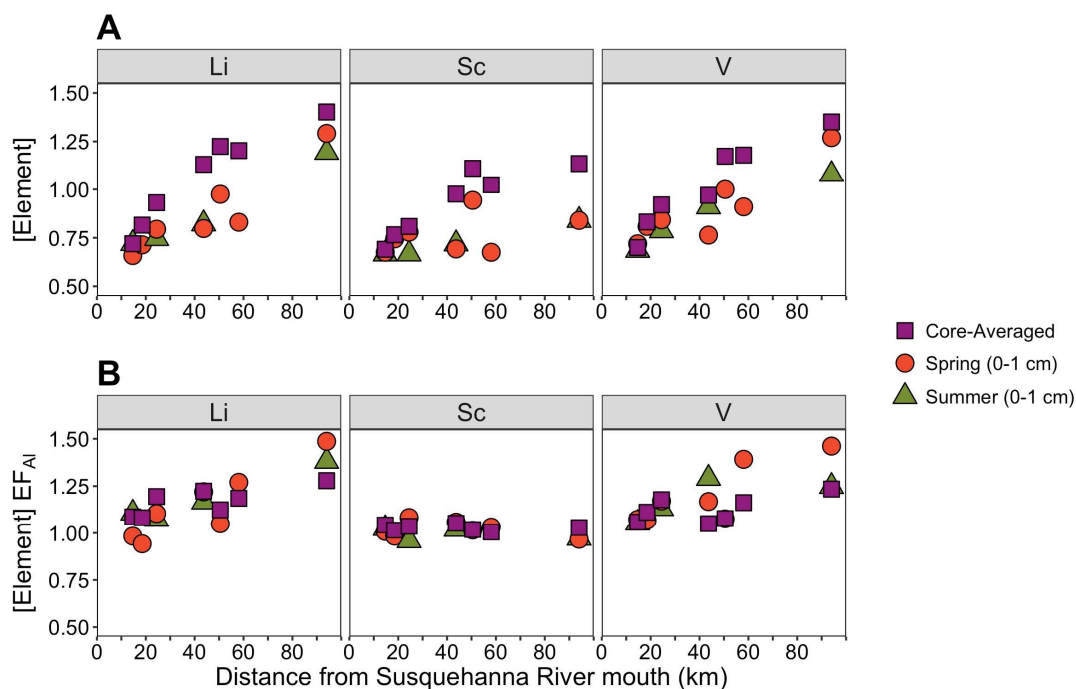 A
Li Sc V
[Element]
1.50
1.25
1.00
0.75
0.50
0 20 40 60 80 0 20 40 60 80 0 20 40 60 80
Core-Averaged
Spring (0-1 cm)
Summer (0-1 cm)
B
Li Sc V
[Element] EF_Al
1.50
1.25
1.00
0.75
0.50
0 20 40 60 80 0 20 40 60 80 0 20 40 60 80
Distance from Susquehanna River mouth (km)